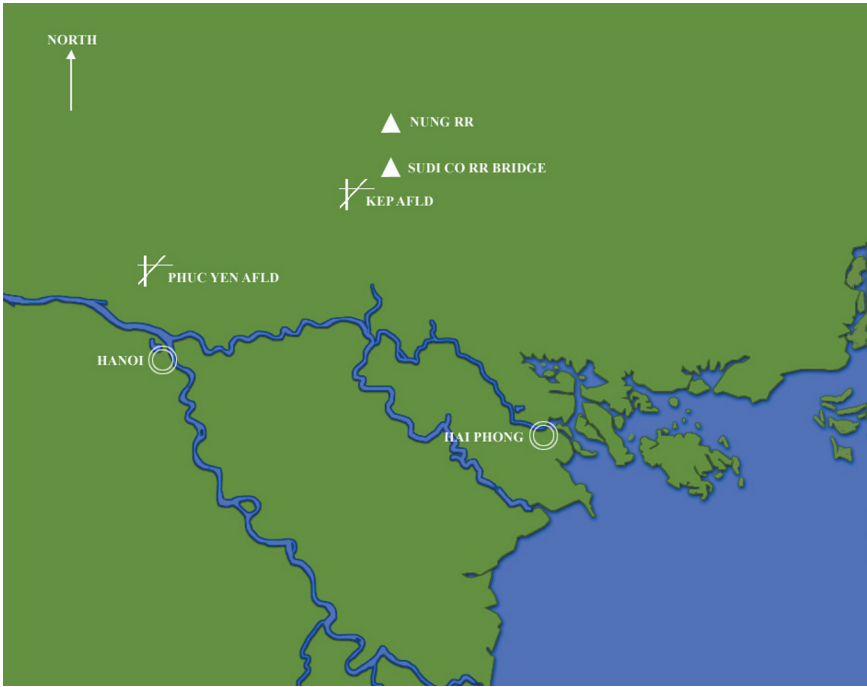 NORTH
NUNG RR
SUDI CO RR BRIDGE
KEP AFLD
PHUC YEN AFLD
HANOI
HAI PHONG